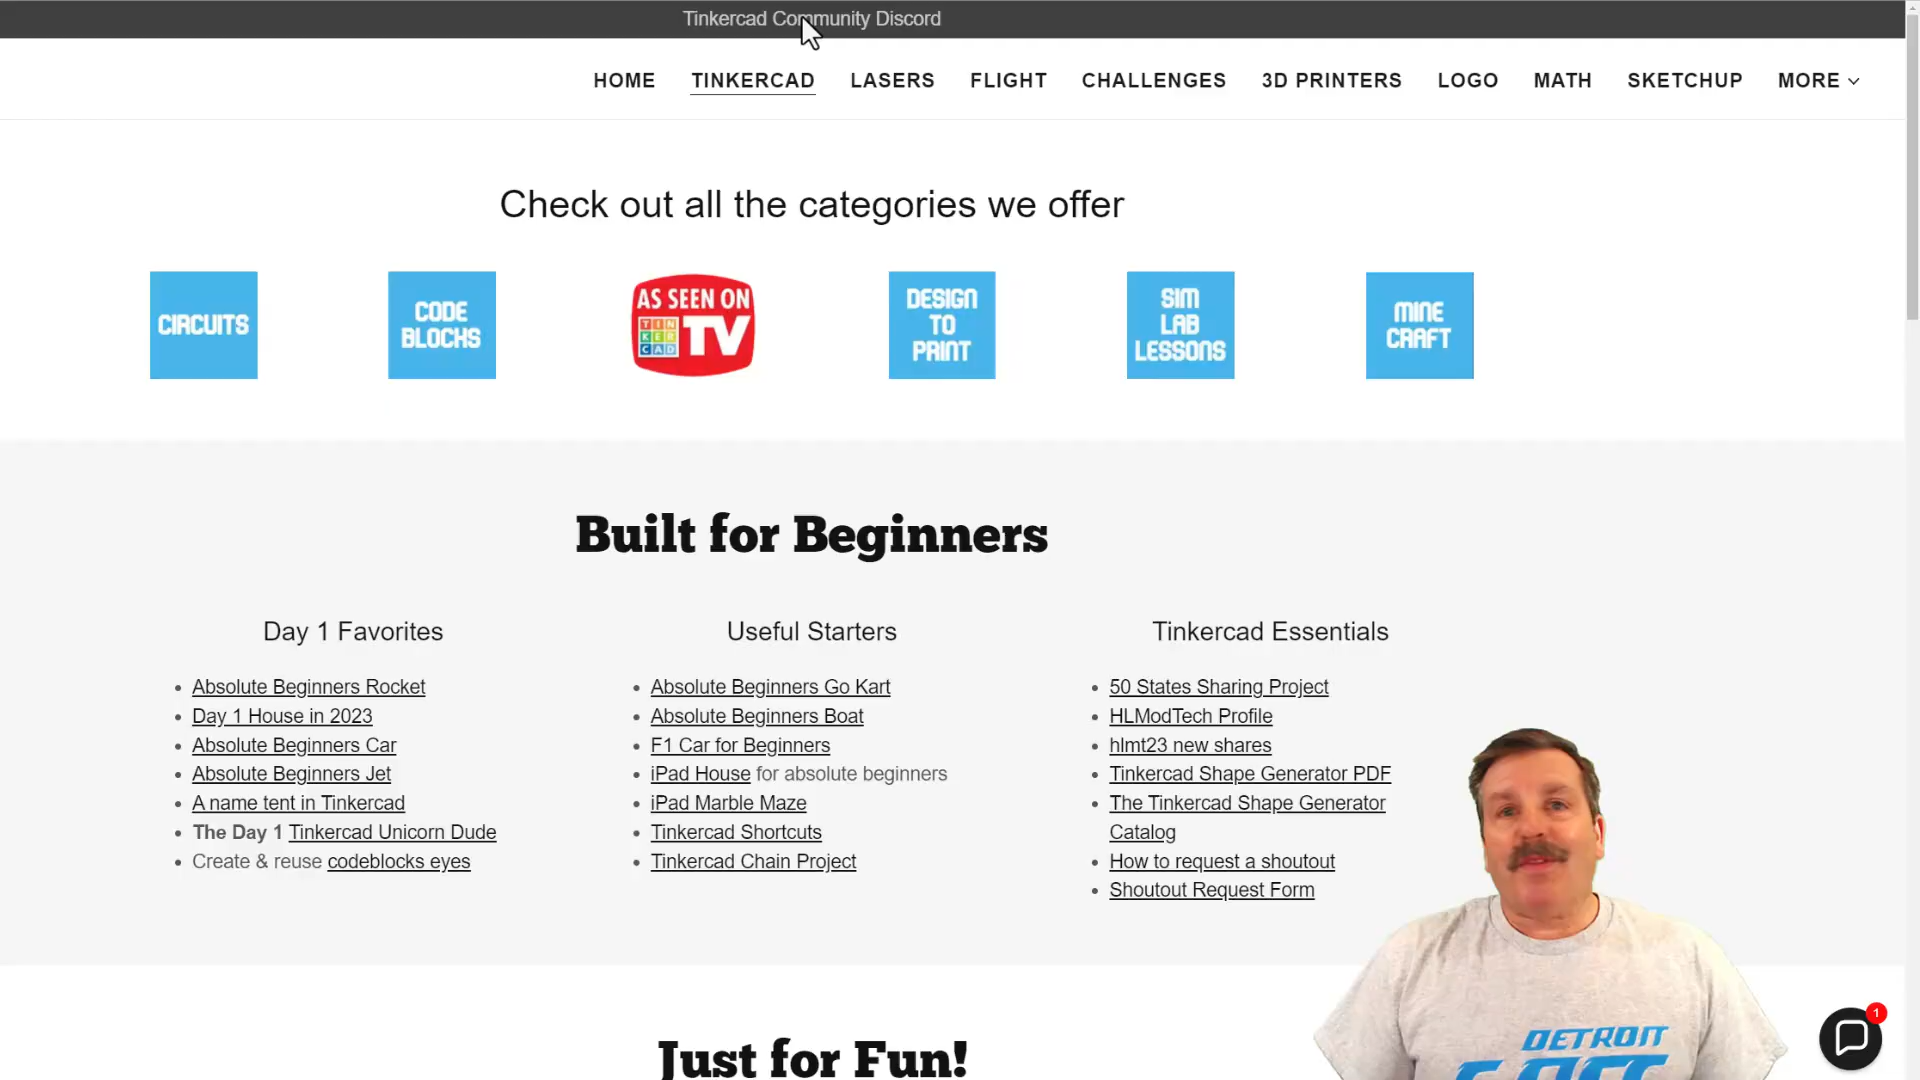 Tinkercad Community Discord
HOME TINKERCAD LASERS FLIGHT CHALLENGES 3D PRINTERS LOGO MATH SKETCHUP MORE
Check out all the categories we offer
CIRCUITS
CODE
BLOCKS
AS SEEN ON
TIN
KER
CAD
TV
DESIGN
TO
PRINT
SIM
LAB
LESSONS
MINE
CRAFT
Built for Beginners
Day 1 Favorites
Absolute Beginners Rocket
Day 1 House in 2023
Absolute Beginners Car
Absolute Beginners Jet
A name tent in Tinkercad
The Day 1 Tinkercad Unicorn Dude
Create & reuse codeblocks eyes
Useful Starters
Absolute Beginners Go Kart
Absolute Beginners Boat
F1 Car for Beginners
iPad House for absolute beginners
iPad Marble Maze
Tinkercad Shortcuts
Tinkercad Chain Project
Tinkercad Essentials
50 States Sharing Project
HLModTech Profile
hlmt23 new shares
Tinkercad Shape Generator PDF
The Tinkercad Shape Generator
Catalog
How to request a shoutout
Shoutout Request Form
Just for Fun!
DETROIT
1